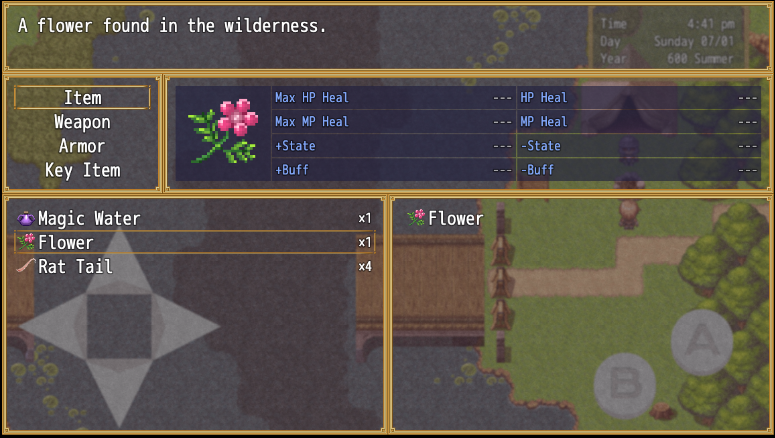 A flower found in the wilderness.
Time 4:41 pm
Day Sunday 07/01
Year 600 Summer
Item
Weapon
Armor
Key Item
Max HP Heal --- HP Heal ---
Max MP Heal --- MP Heal ---
+State --- -State ---
+Buff --- -Buff ---
Magic Water x1
Flower x1
Rat Tail x4
Flower
A
B